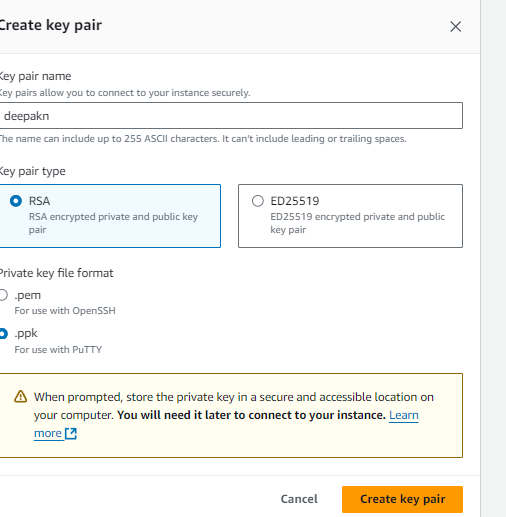 Create key pair
Key pair name
Key pairs allow you to connect to your instance securely.
deepakn
The name can include up to 255 ASCII characters. It can't include leading or trailing spaces.
Key pair type
RSA
RSA encrypted private and public key
pair
ED25519
ED25519 encrypted private and public
key pair
Private key file format
.pem
For use with OpenSSH
.ppk
For use with PuTTY
When prompted, store the private key in a secure and accessible location on
your computer. You will need it later to connect to your instance. Learn
more
Cancel
Create key pair